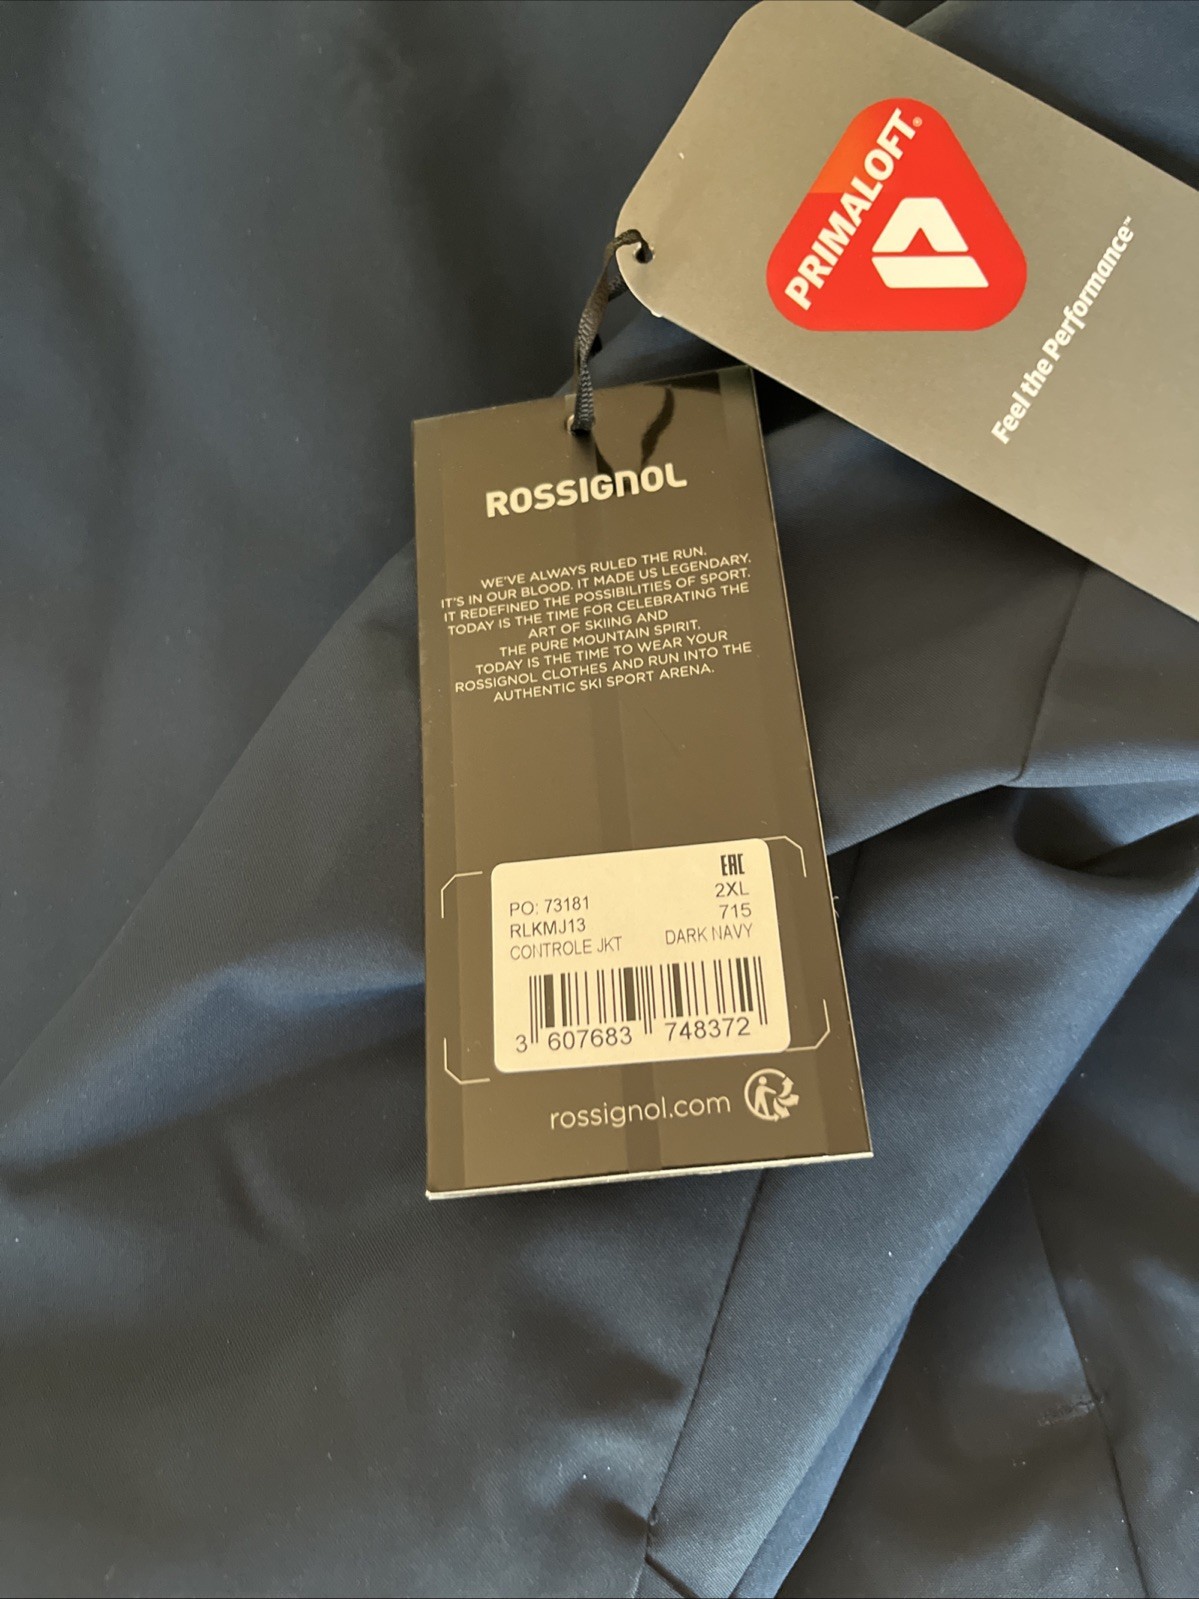 PRIMALOFT®
Feel the Performance™
ROSSIGNOL
WE'VE ALWAYS RULED THE RUN.
IT'S IN OUR BLOOD. IT MADE US LEGENDARY.
IT REDEFINED THE POSSIBILITIES OF SPORT.
TODAY IS THE TIME FOR CELEBRATING THE
ART OF SKIING AND
THE PURE MOUNTAIN SPIRIT.
TODAY IS THE TIME TO WEAR YOUR
ROSSIGNOL CLOTHES AND RUN INTO THE
AUTHENTIC SKI SPORT ARENA.
EAC
PO: 73181 2XL
RLKMJ13 715
CONTROLE JKT DARK NAVY
3 607683 748372
rossignol.com